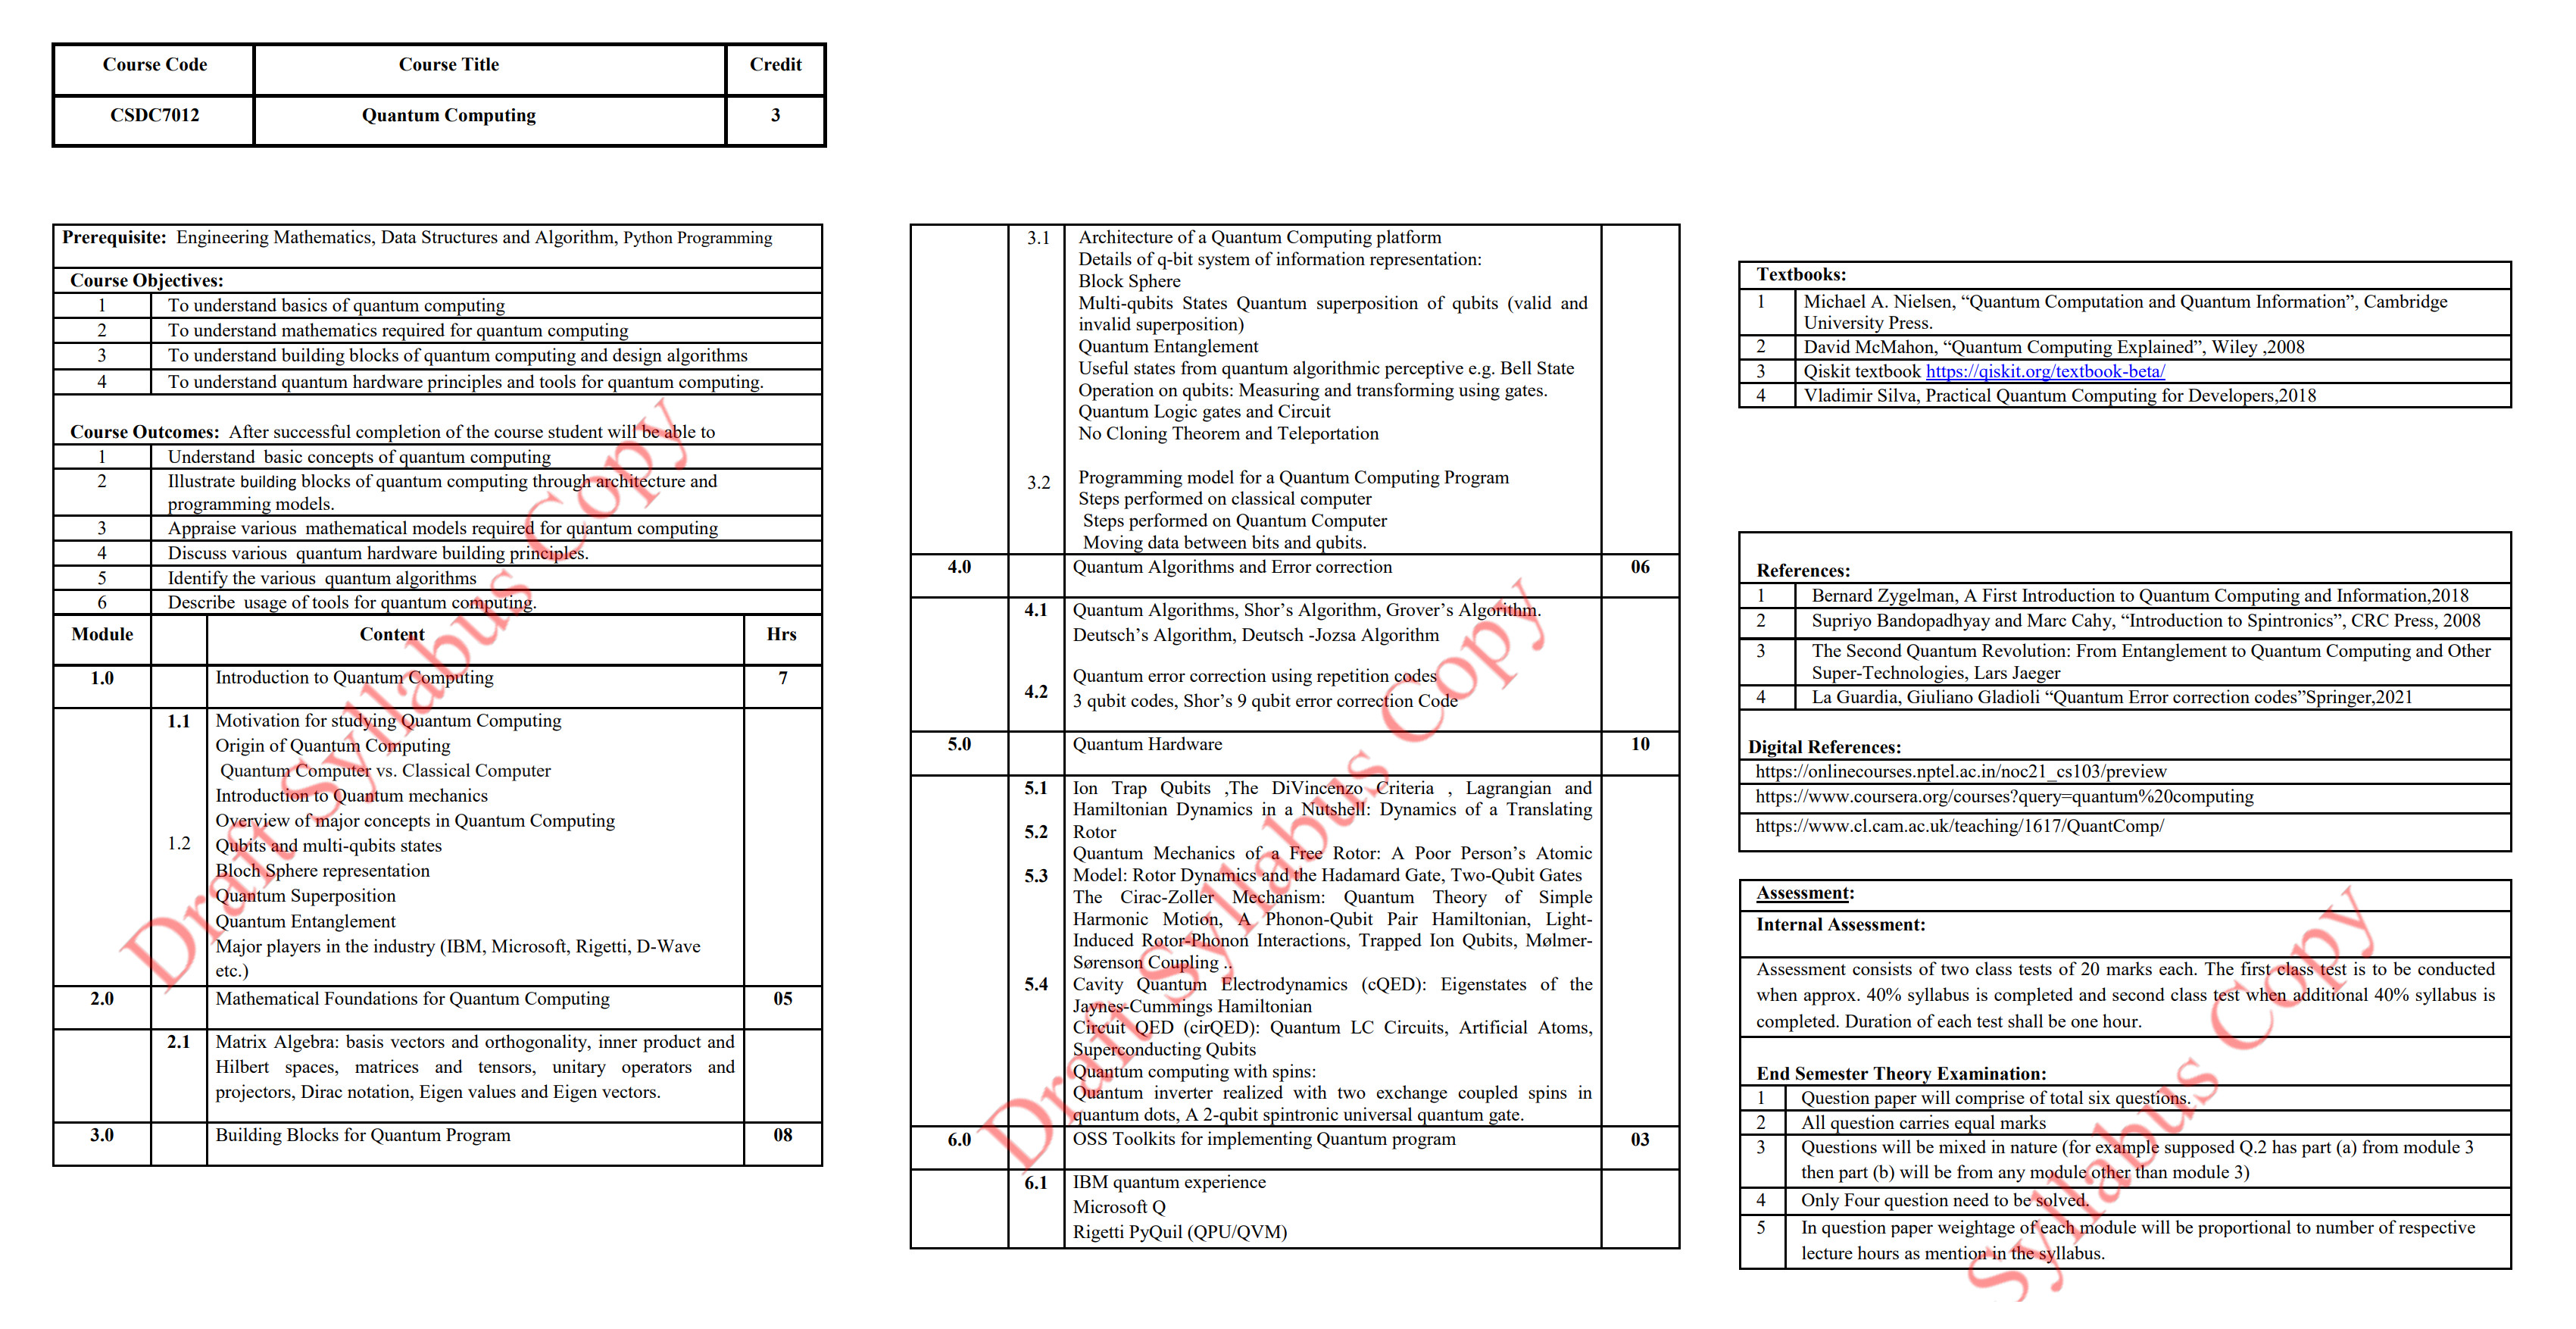 Course Code Course Title Credit
CSDC7012 Quantum Computing 3
Prerequisite: Engineering Mathematics, Data Structures and Algorithm, Python Programming
Course Objectives:
1 To understand basics of quantum computing
2 To understand mathematics required for quantum computing
3 To understand building blocks of quantum computing and design algorithms
4 To understand quantum hardware principles and tools for quantum computing.
Course Outcomes: After successful completion of the course student will be able to
1 Understand basic concepts of quantum computing
2 Illustrate building blocks of quantum computing through architecture and
programming models.
3 Appraise various mathematical models required for quantum computing
4 Discuss various quantum hardware building principles.
5 Identify the various quantum algorithms
6 Describe usage of tools for quantum computing.
Module Content Hrs
1.0 Introduction to Quantum Computing 7
1.1 Motivation for studying Quantum Computing
Origin of Quantum Computing
Quantum Computer vs. Classical Computer
Introduction to Quantum mechanics
Overview of major concepts in Quantum Computing
1.2 Qubits and multi-qubits states
Bloch Sphere representation
Quantum Superposition
Quantum Entanglement
Major players in the industry (IBM, Microsoft, Rigetti, D-Wave
etc.)
2.0 Mathematical Foundations for Quantum Computing 05
2.1 Matrix Algebra: basis vectors and orthogonality, inner product and
Hilbert spaces, matrices and tensors, unitary operators and
projectors, Dirac notation, Eigen values and Eigen vectors.
3.0 Building Blocks for Quantum Program 08
Draft Syllabus Copy
3.1 Architecture of a Quantum Computing platform
Details of q-bit system of information representation:
Block Sphere
Multi-qubits States Quantum superposition of qubits (valid and
invalid superposition)
Quantum Entanglement
Useful states from quantum algorithmic perceptive e.g. Bell State
Operation on qubits: Measuring and transforming using gates.
Quantum Logic gates and Circuit
No Cloning Theorem and Teleportation
3.2 Programming model for a Quantum Computing Program
Steps performed on classical computer
Steps performed on Quantum Computer
Moving data between bits and qubits.
4.0 Quantum Algorithms and Error correction 06
4.1 Quantum Algorithms, Shor’s Algorithm, Grover’s Algorithm.
Deutsch’s Algorithm, Deutsch -Jozsa Algorithm
Quantum error correction using repetition codes
4.2 3 qubit codes, Shor’s 9 qubit error correction Code
5.0 Quantum Hardware 10
5.1 Ion Trap Qubits ,The DiVincenzo Criteria , Lagrangian and
Hamiltonian Dynamics in a Nutshell: Dynamics of a Translating
5.2 Rotor
Quantum Mechanics of a Free Rotor: A Poor Person’s Atomic
5.3 Model: Rotor Dynamics and the Hadamard Gate, Two-Qubit Gates
The Cirac-Zoller Mechanism: Quantum Theory of Simple
Harmonic Motion, A Phonon-Qubit Pair Hamiltonian, Light-
Induced Rotor-Phonon Interactions, Trapped Ion Qubits, Mølmer-
Sørenson Coupling ..
5.4 Cavity Quantum Electrodynamics (cQED): Eigenstates of the
Jaynes-Cummings Hamiltonian
Circuit QED (cirQED): Quantum LC Circuits, Artificial Atoms,
Superconducting Qubits
Quantum computing with spins:
Quantum inverter realized with two exchange coupled spins in
quantum dots, A 2-qubit spintronic universal quantum gate.
6.0 OSS Toolkits for implementing Quantum program 03
6.1 IBM quantum experience
Microsoft Q
Rigetti PyQuil (QPU/QVM)
Draft Syllabus Copy
Textbooks:
1 Michael A. Nielsen, “Quantum Computation and Quantum Information”, Cambridge
University Press.
2 David McMahon, “Quantum Computing Explained”, Wiley ,2008
3 Qiskit textbook https://qiskit.org/textbook-beta/
4 Vladimir Silva, Practical Quantum Computing for Developers,2018
References:
1 Bernard Zygelman, A First Introduction to Quantum Computing and Information,2018
2 Supriyo Bandopadhyay and Marc Cahy, “Introduction to Spintronics”, CRC Press, 2008
3 The Second Quantum Revolution: From Entanglement to Quantum Computing and Other
Super-Technologies, Lars Jaeger
4 La Guardia, Giuliano Gladioli “Quantum Error correction codes”Springer,2021
Digital References:
https://onlinecourses.nptel.ac.in/noc21_cs103/preview
https://www.coursera.org/courses?query=quantum%20computing
https://www.cl.cam.ac.uk/teaching/1617/QuantComp/
Assessment:
Internal Assessment:
Assessment consists of two class tests of 20 marks each. The first class test is to be conducted
when approx. 40% syllabus is completed and second class test when additional 40% syllabus is
completed. Duration of each test shall be one hour.
End Semester Theory Examination:
1 Question paper will comprise of total six questions.
2 All question carries equal marks
3 Questions will be mixed in nature (for example supposed Q.2 has part (a) from module 3
then part (b) will be from any module other than module 3)
4 Only Four question need to be solved.
5 In question paper weightage of each module will be proportional to number of respective
lecture hours as mention in the syllabus.
Syllabus Copy